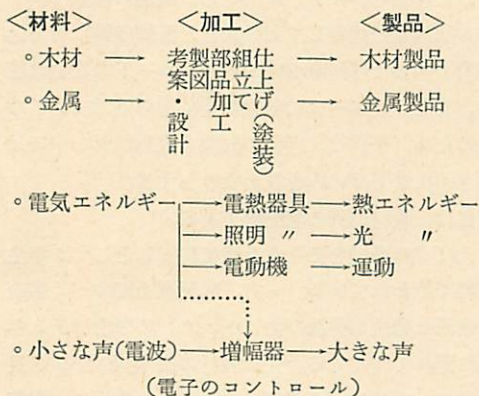 <材料> <加工> <製品>
◦木材 ⟶ 考案・設計 製図 部品加工 組立て 仕上げ(塗装) ⟶ 木材製品
◦金属 ⟶ ⟶ 金属製品
◦電気エネルギー ⟶電熱器具⟶熱エネルギー
⟶照明 〃 ⟶光 〃
⟶電動機 ⟶運動
◦小さな声(電波)⟶増幅器⟶大きな声
(電子のコントロール)